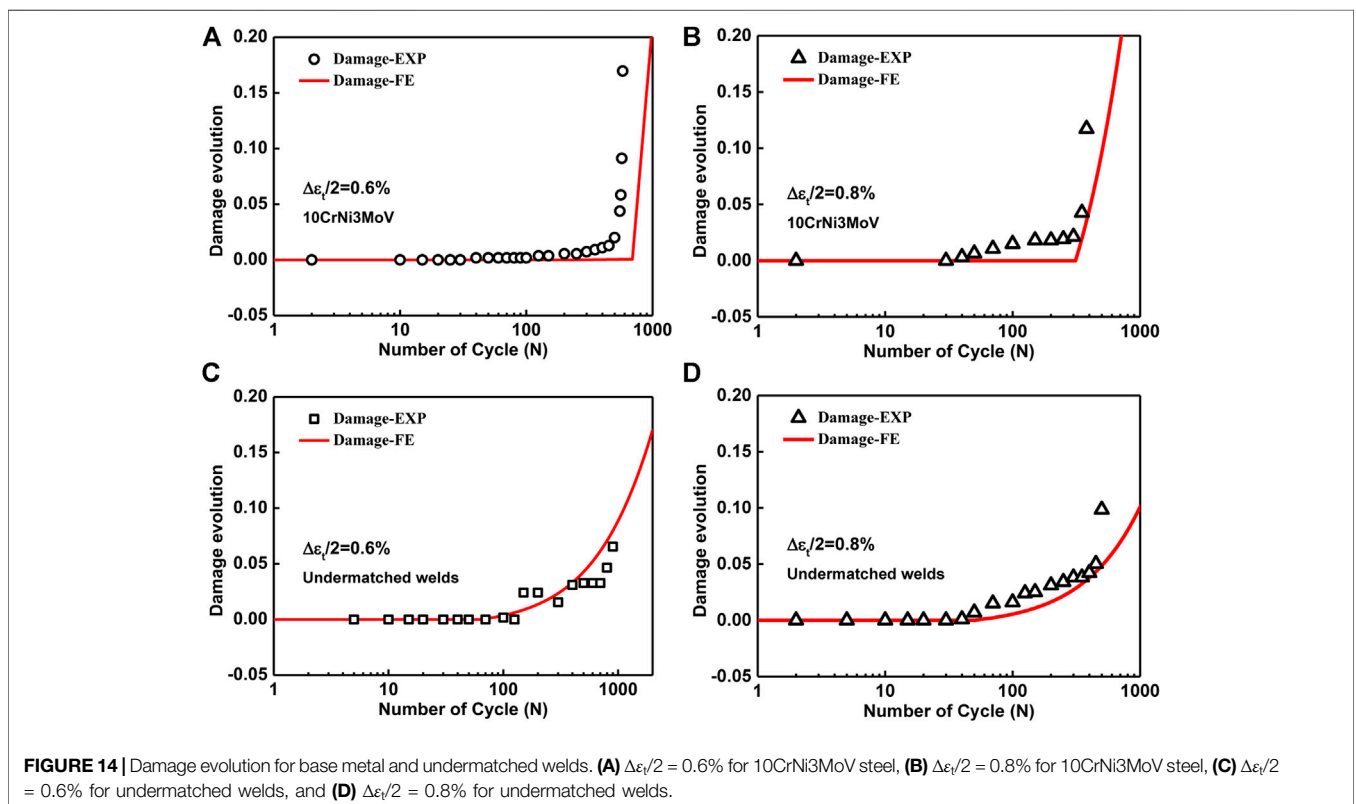 A
0.20
0.15
0.10
0.05
0.00
-0.05
Damage evolution
Damage-EXP
Damage-FE
Δεt/2=0.6%
10CrNi3MoV
1 10 100 1000
Number of Cycle (N)
B
0.20
0.15
0.10
0.05
0.00
-0.05
Damage evolution
Damage-EXP
Damage-FE
Δεt/2=0.8%
10CrNi3MoV
1 10 100 1000
Number of Cycle (N)
C
0.20
0.15
0.10
0.05
0.00
-0.05
Damage evolution
Damage-EXP
Damage-FE
Δεt/2=0.6%
Undermatched welds
1 10 100 1000
Number of Cycle (N)
D
0.20
0.15
0.10
0.05
0.00
-0.05
Damage evolution
Damage-EXP
Damage-FE
Δεt/2=0.8%
Undermatched welds
1 10 100 1000
Number of Cycle (N)
FIGURE 14 | Damage evolution for base metal and undermatched welds. (A) Δεt/2 = 0.6% for 10CrNi3MoV steel, (B) Δεt/2 = 0.8% for 10CrNi3MoV steel, (C) Δεt/2
= 0.6% for undermatched welds, and (D) Δεt/2 = 0.8% for undermatched welds.